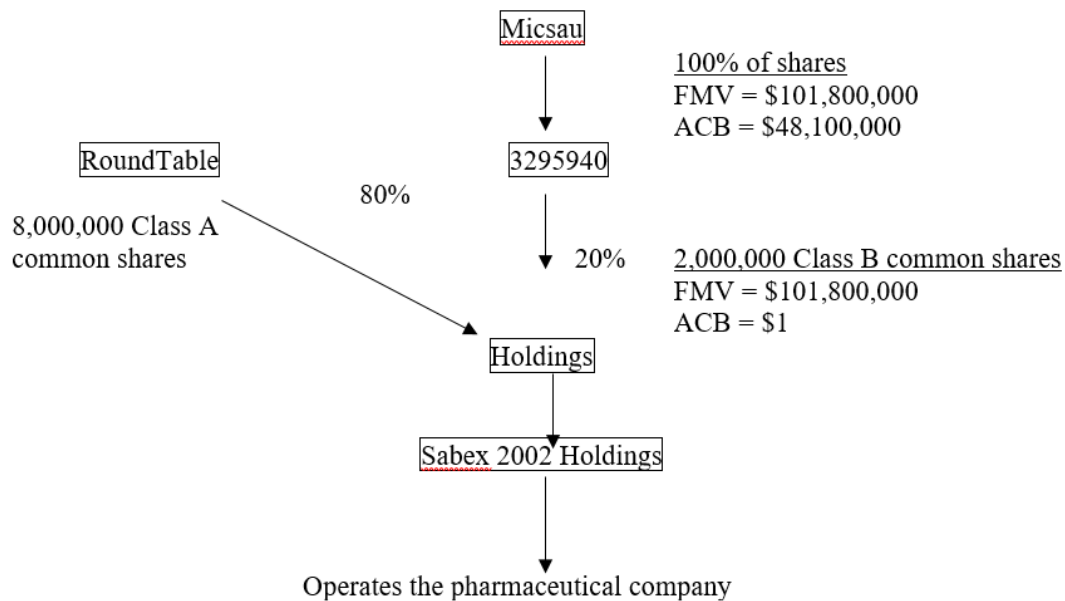 Micsau
100% of shares
FMV = $101,800,000
ACB = $48,100,000
RoundTable
3295940
80%
8,000,000 Class A
common shares
20%
2,000,000 Class B common shares
FMV = $101,800,000
ACB = $1
Holdings
Sabex 2002 Holdings
Operates the pharmaceutical company